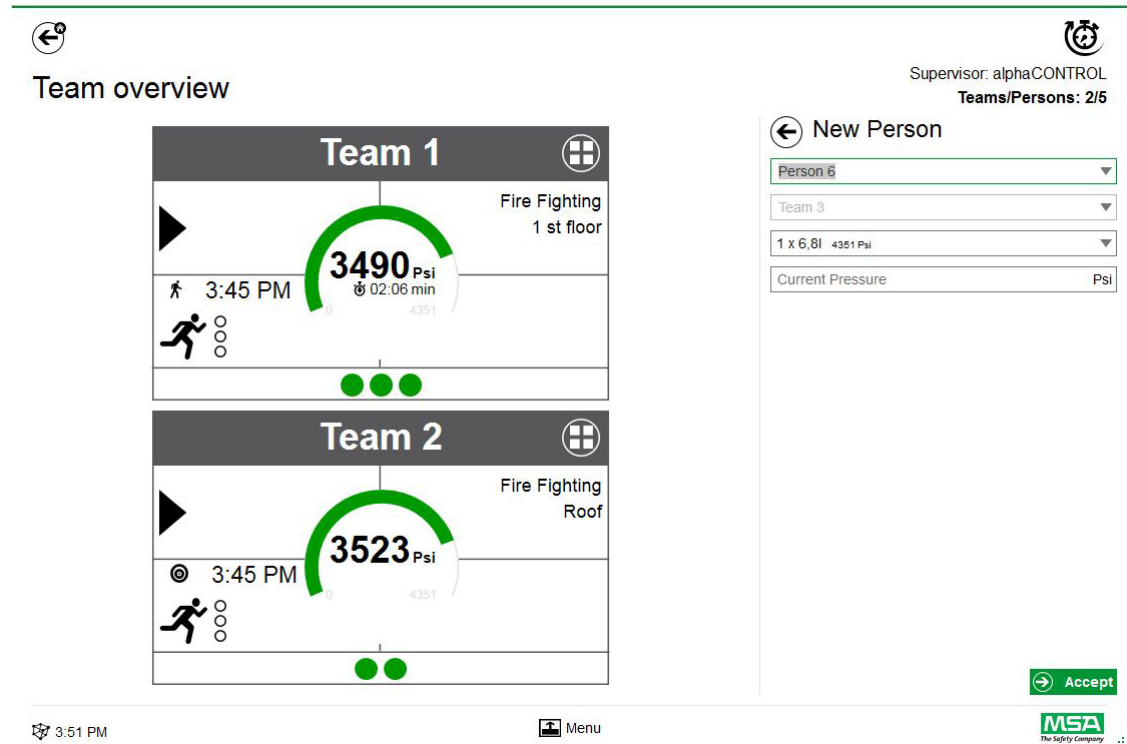 Supervisor: alphaCONTROL
Team overview
Teams/Persons: 2/5
Team 1
Fire Fighting
1 st floor
3490 Psi
02:06 min
3:45 PM
0 4351
Team 2
Fire Fighting
Roof
3523 Psi
3:45 PM
0 4351
New Person
Person 6
Team 3
1 x 6,8l 4351 Psi
Current Pressure Psi
Accept
3:51 PM
Menu
MSA
The Safety Company